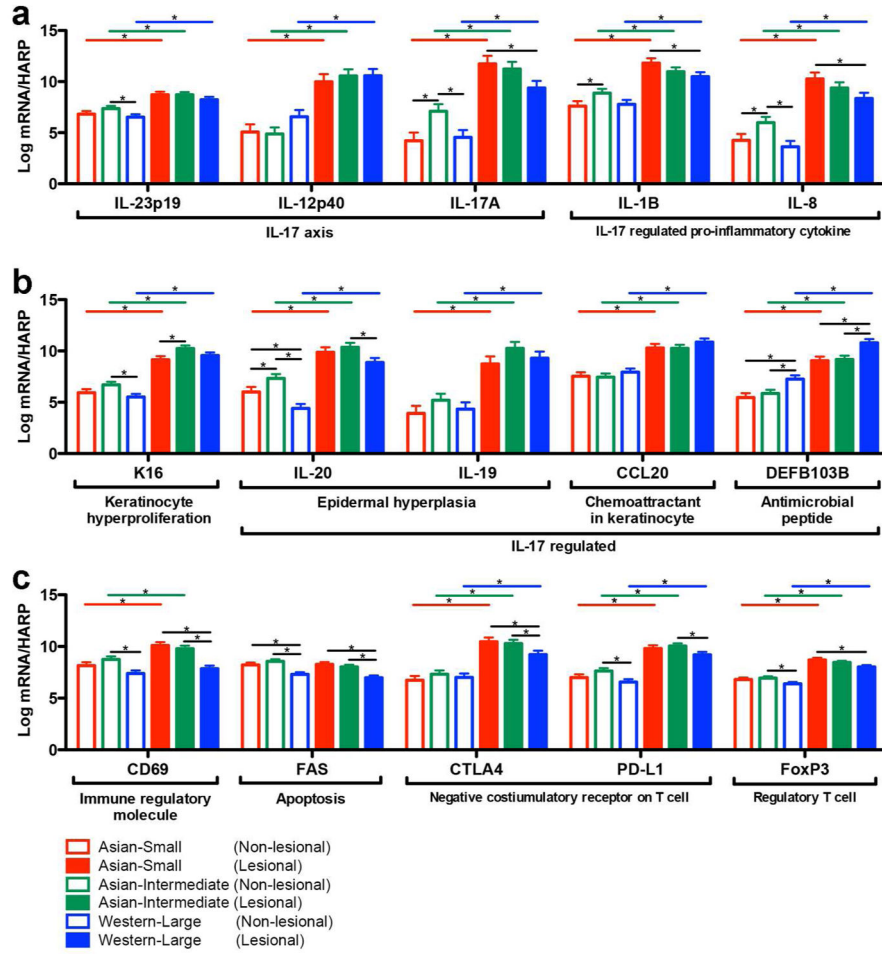 a
* * * * *
* * * * *
* * * * *
* * * * * * * * *
15
10
5
0
Log mRNA/HARP
IL-23p19 IL-12p40 IL-17A IL-1B IL-8
IL-17 axis IL-17 regulated pro-inflammatory cytokine
b
* * * * *
* * * * *
* * * * *
* * * * * * * * * *
15
10
5
0
Log mRNA/HARP
K16 IL-20 IL-19 CCL20 DEFB103B
Keratinocyte Epidermal hyperplasia Chemoattractant Antimicrobial
hyperproliferation in keratinocyte peptide
IL-17 regulated
c
* * * *
* * * *
* * * * * * * * * * * * * *
15
10
5
0
Log mRNA/HARP
CD69 FAS CTLA4 PD-L1 FoxP3
Immune regulatory Apoptosis Negative costiumulatory receptor on T cell Regulatory T cell
molecule
Asian-Small (Non-lesional)
Asian-Small (Lesional)
Asian-Intermediate (Non-lesional)
Asian-Intermediate (Lesional)
Western-Large (Non-lesional)
Western-Large (Lesional)